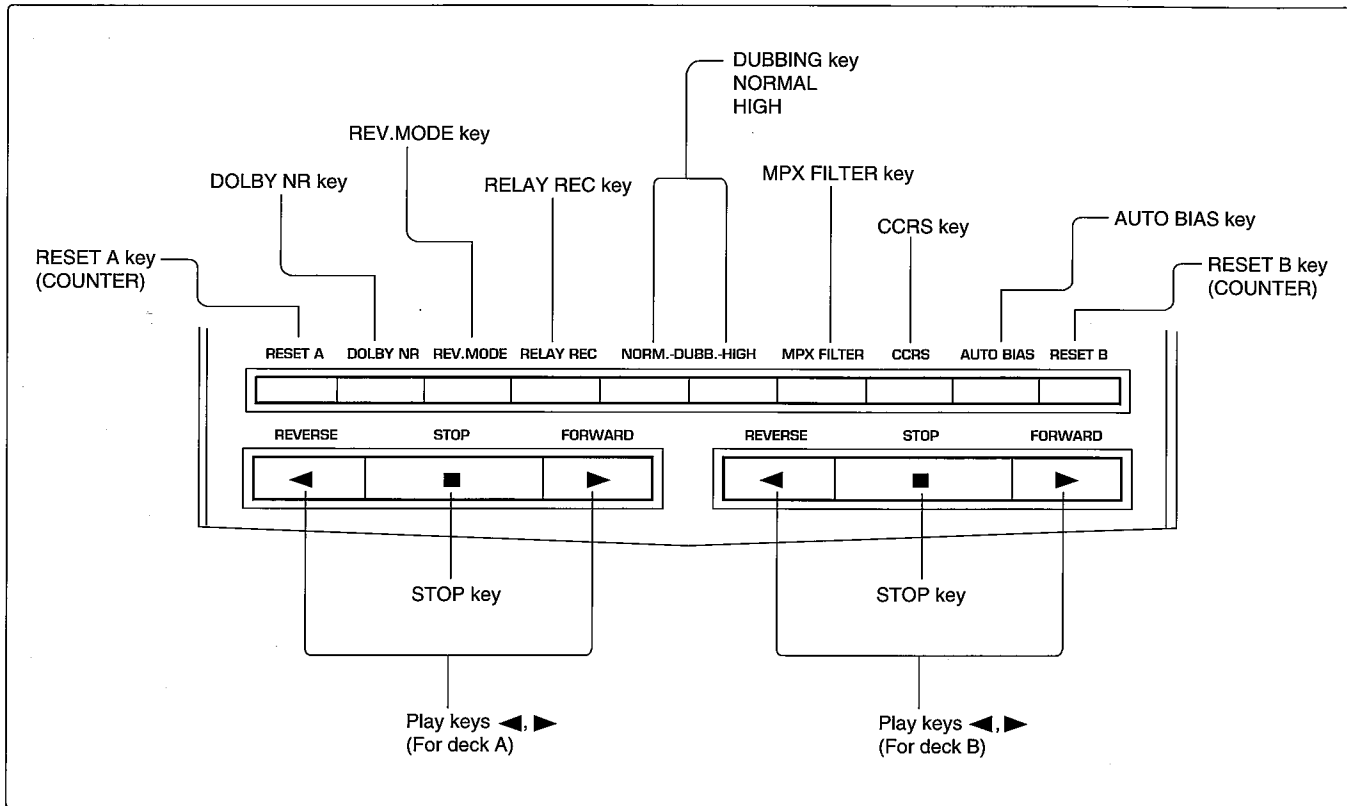 DUBBING key
NORMAL
HIGH
REV.MODE key
DOLBY NR key
RELAY REC key
MPX FILTER key
CCRS key
AUTO BIAS key
RESET A key
(COUNTER)
RESET B key
(COUNTER)
RESET A DOLBY NR REV.MODE RELAY REC NORM.-DUBB.-HIGH MPX FILTER CCRS AUTO BIAS RESET B
REVERSE STOP FORWARD REVERSE STOP FORWARD
◀ ■ ▶ ◀ ■ ▶
STOP key
STOP key
Play keys ◀, ▶
(For deck A)
Play keys ◀, ▶
(For deck B)